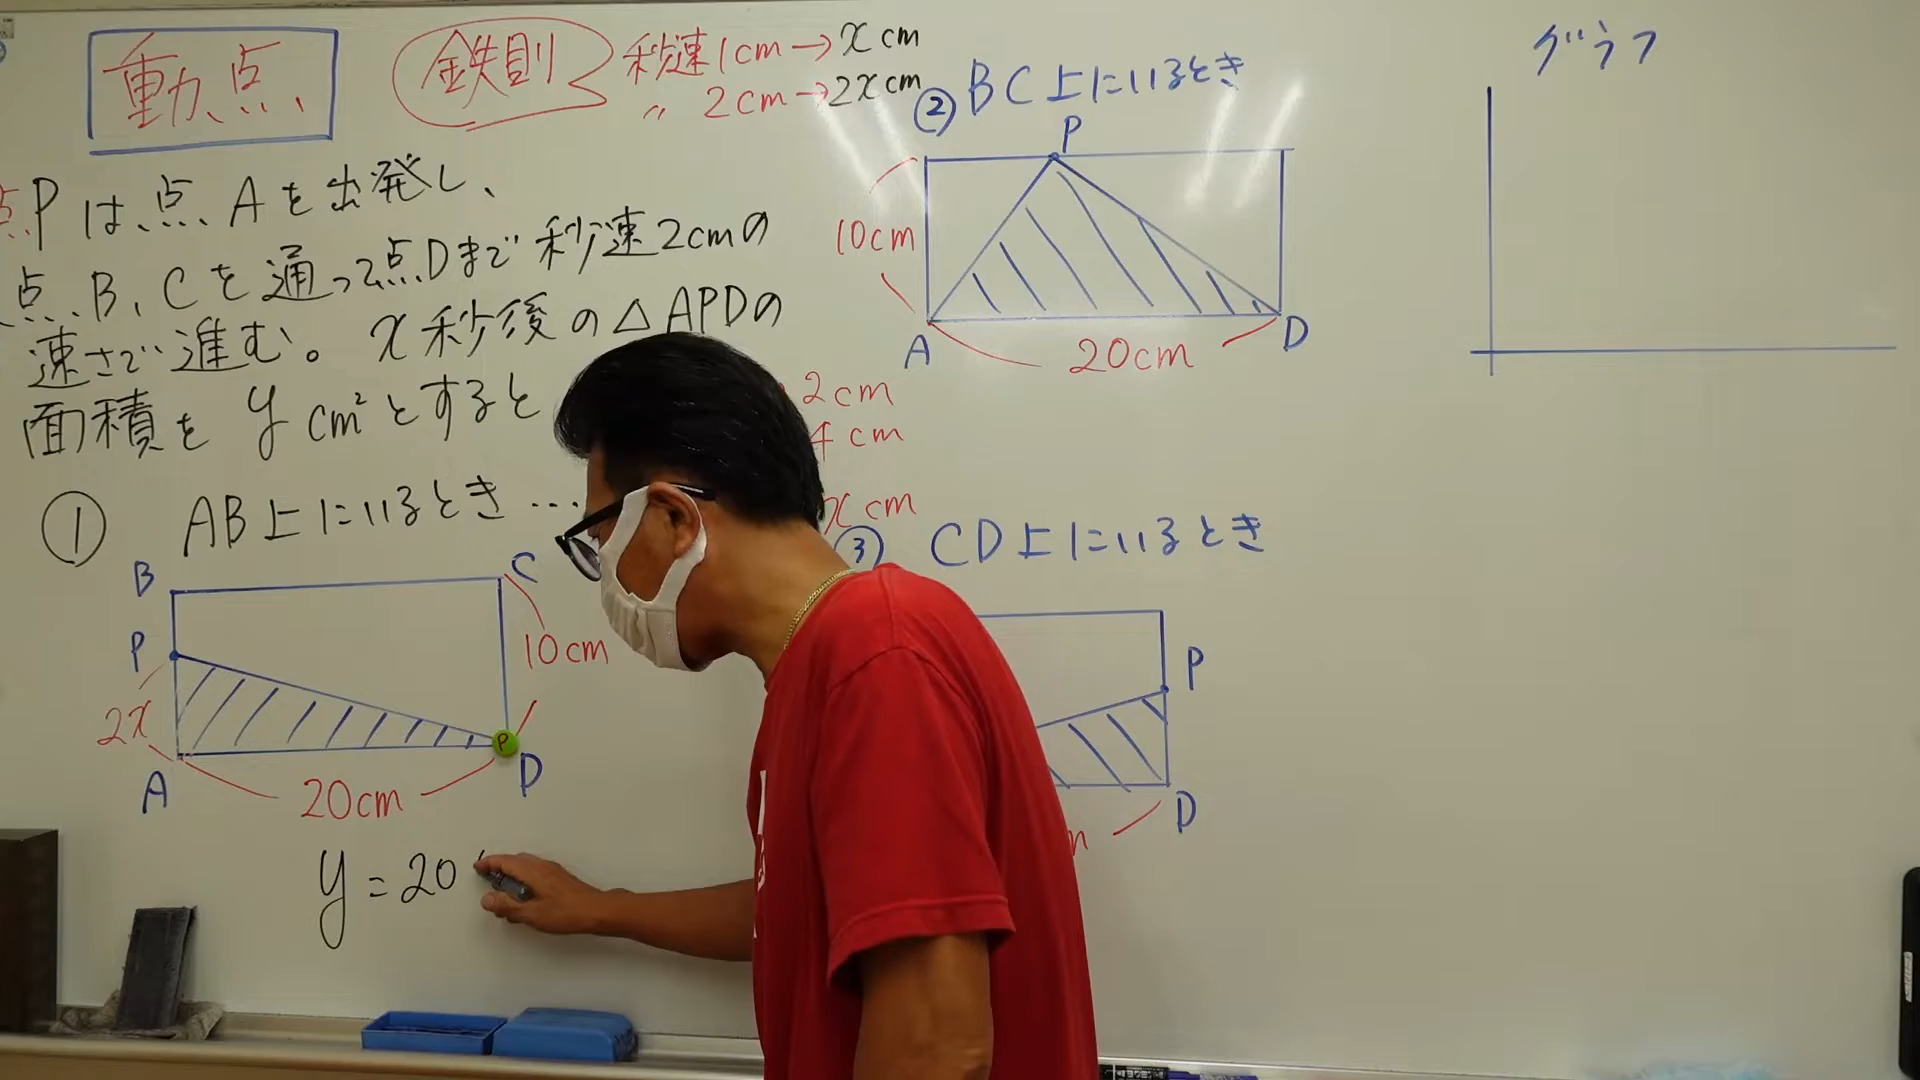 動点
鉄則
秒速1cm→xcm
〃 2cm→2xcm
点Pは点Aを出発し、
点B、Cを通って点Dまで秒速2cmの
速さで進む。x秒後の△APDの
面積をycm²とすると
① AB上にいるとき…
B
C
P
10cm
2x
P
A
D
20cm
y=20
2cm
4cm
xcm
②BC上にいるとき
P
10cm
A
D
20cm
③ CD上にいるとき
P
D
グラフ